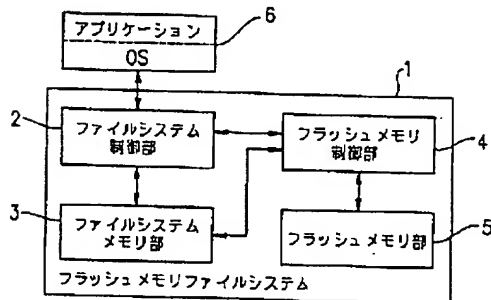 アプリケーション
OS
6
1
2
ファイルシステム
制御部
フラッシュメモリ
制御部
4
3
ファイルシステム
メモリ部
フラッシュメモリ部
5
フラッシュメモリファイルシステム